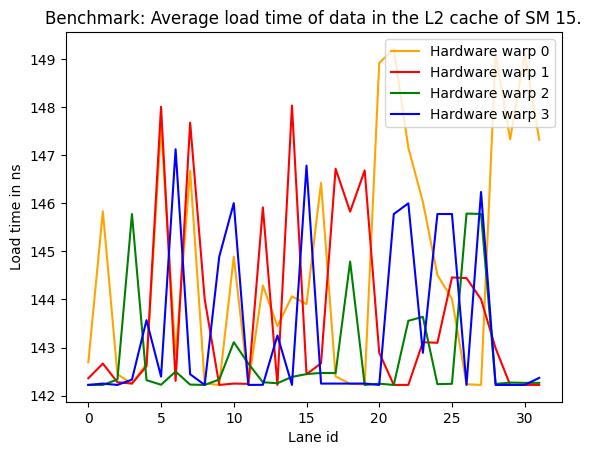 Benchmark: Average load time of data in the L2 cache of SM 15.
Hardware warp 0
Hardware warp 1
Hardware warp 2
Hardware warp 3
Load time in ns
149
148
147
146
145
144
143
142
0 5 10 15 20 25 30
Lane id